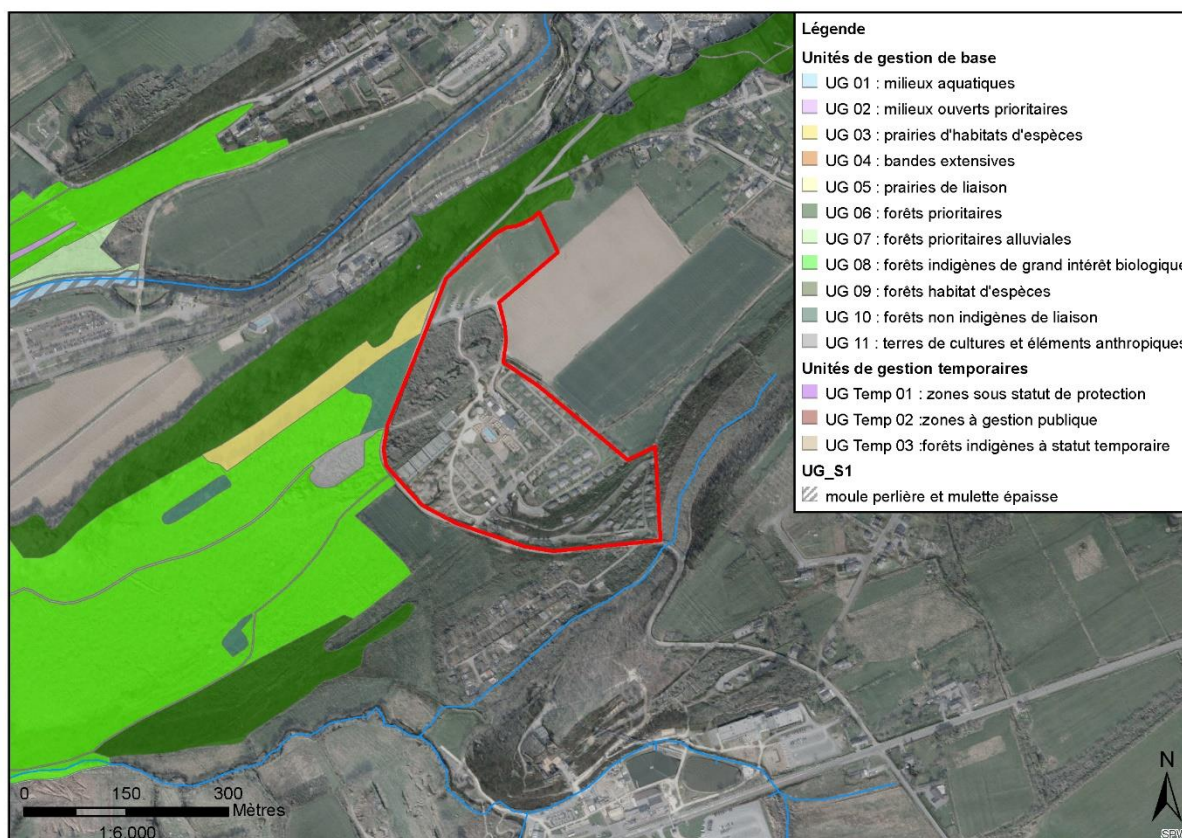 Légende
Unités de gestion de base
UG 01 : milieux aquatiques
UG 02 : milieux ouverts prioritaires
UG 03 : prairies d'habitats d'espèces
UG 04 : bandes extensives
UG 05 : prairies de liaison
UG 06 : forêts prioritaires
UG 07 : forêts prioritaires alluviales
UG 08 : forêts indigènes de grand intérêt biologique
UG 09 : forêts habitat d'espèces
UG 10 : forêts non indigènes de liaison
UG 11 : terres de cultures et éléments anthropiques
Unités de gestion temporaires
UG Temp 01 : zones sous statut de protection
UG Temp 02 :zones à gestion publique
UG Temp 03 :forêts indigènes à statut temporaire
UG_S1
moule perlière et mulette épaisse
0 150 300
Mètres
1:6.000
N
SPW